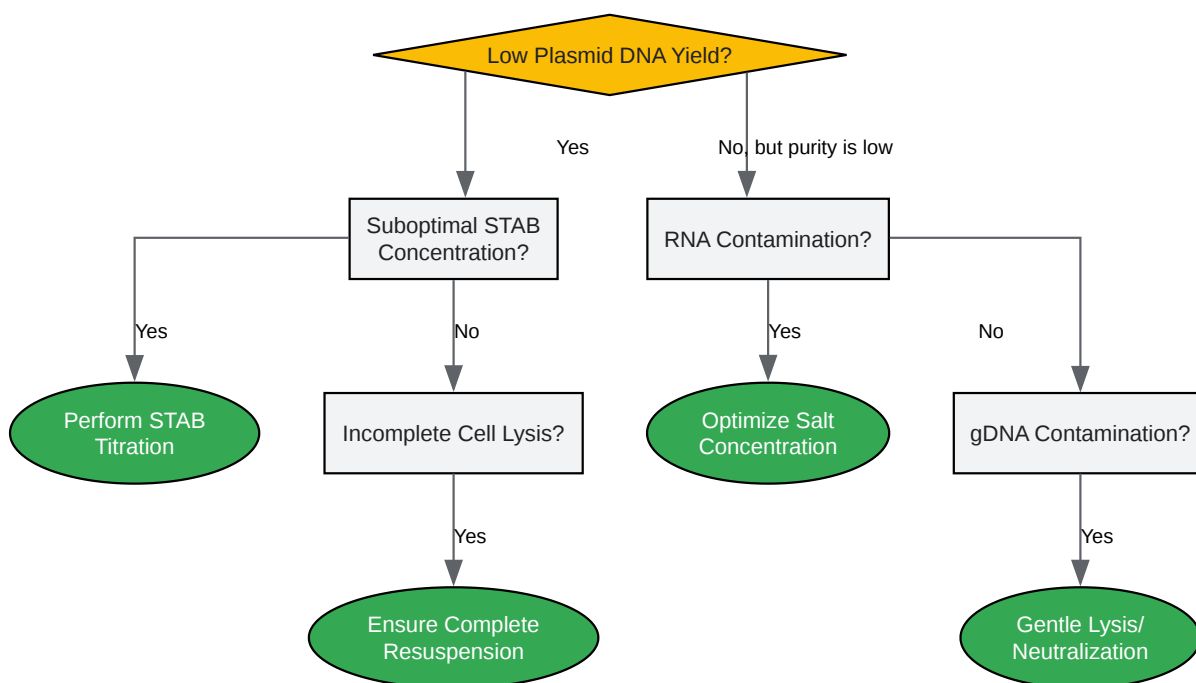 Low Plasmid DNA Yield?
Yes
No, but purity is low
Suboptimal STAB
Concentration?
RNA Contamination?
Yes
No
Yes
No
Perform STAB
Titration
Incomplete Cell Lysis?
Optimize Salt
Concentration
gDNA Contamination?
Yes
Yes
Ensure Complete
Resuspension
Gentle Lysis/
Neutralization